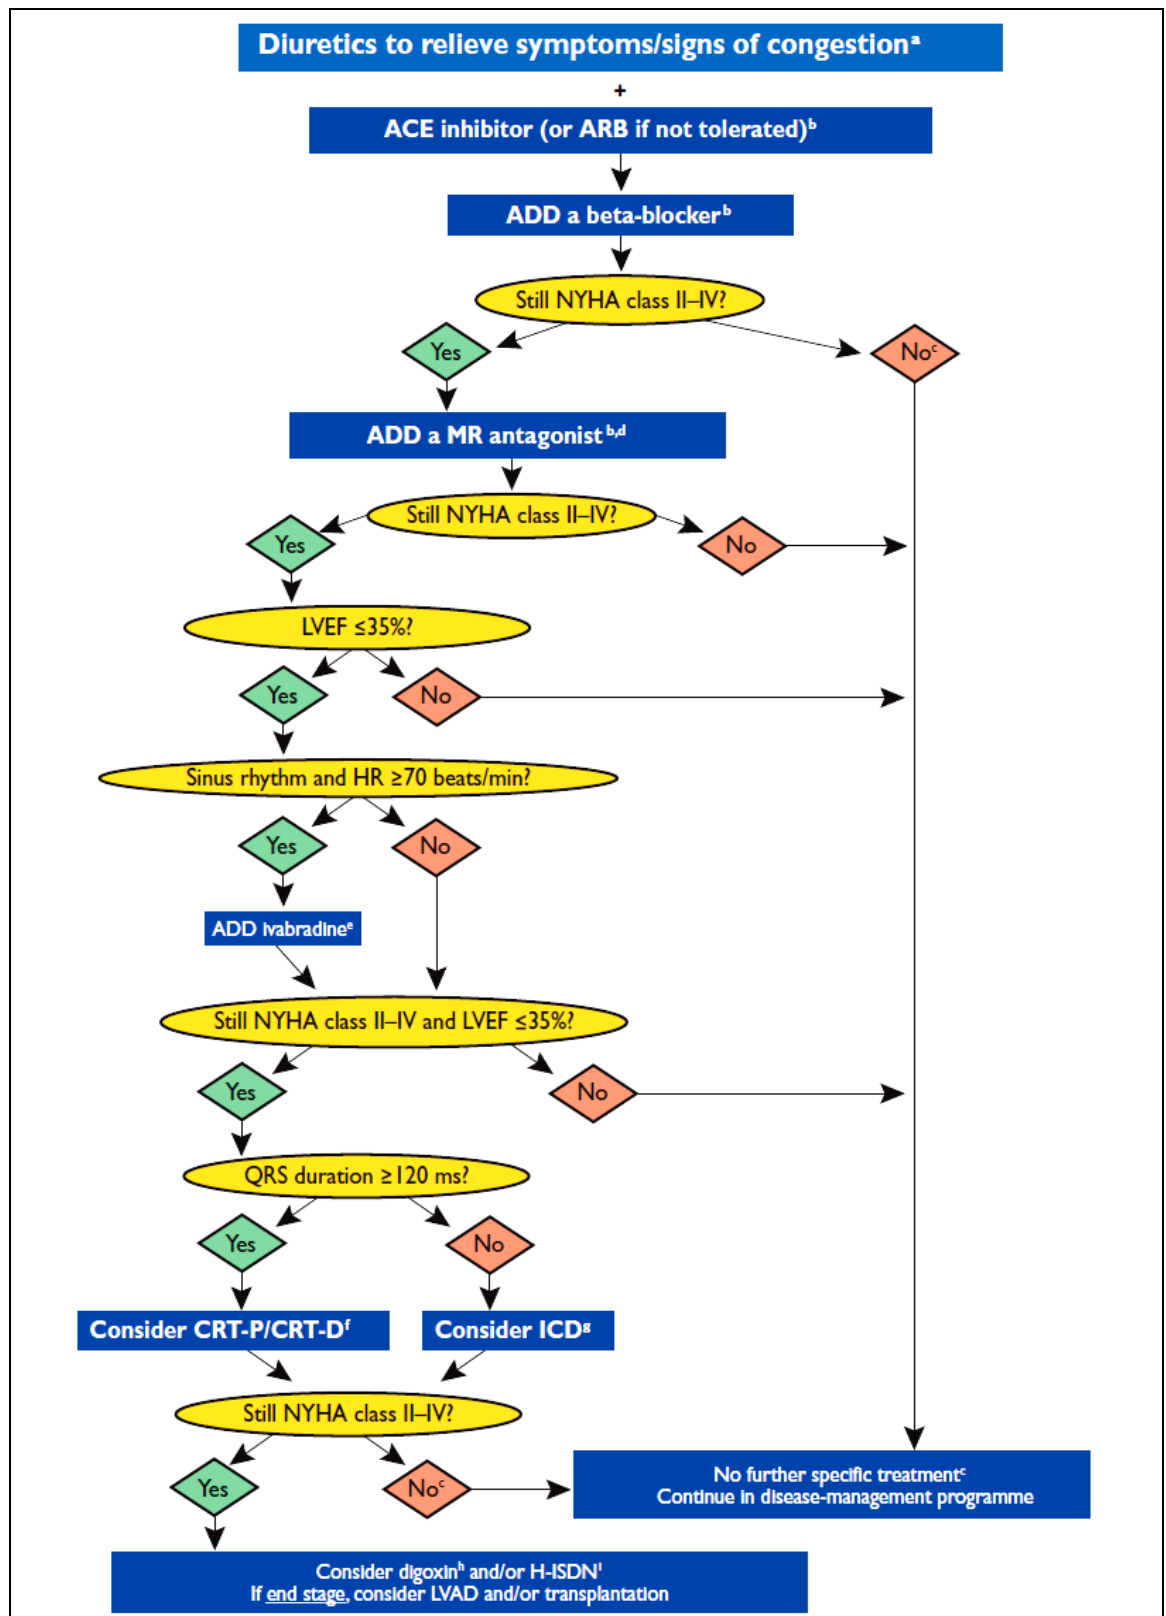 Diuretics to relieve symptoms/signs of congestionᵃ
+
ACE inhibitor (or ARB if not tolerated)ᵇ
ADD a beta-blockerᵇ
Still NYHA class II–IV?
Yes
Noᶜ
ADD a MR antagonistᵇ,ᵈ
Still NYHA class II–IV?
Yes
No
LVEF ≤35%?
Yes
No
Sinus rhythm and HR ≥70 beats/min?
Yes
No
ADD ivabradineᵉ
Still NYHA class II–IV and LVEF ≤35%?
Yes
No
QRS duration ≥120 ms?
Yes
No
Consider CRT-P/CRT-Dᶠ
Consider ICDᵍ
Still NYHA class II–IV?
Yes
Noᶜ
No further specific treatmentᶜ
Continue in disease-management programme
Consider digoxinʰ and/or H-ISDNⁱ
If end stage, consider LVAD and/or transplantation